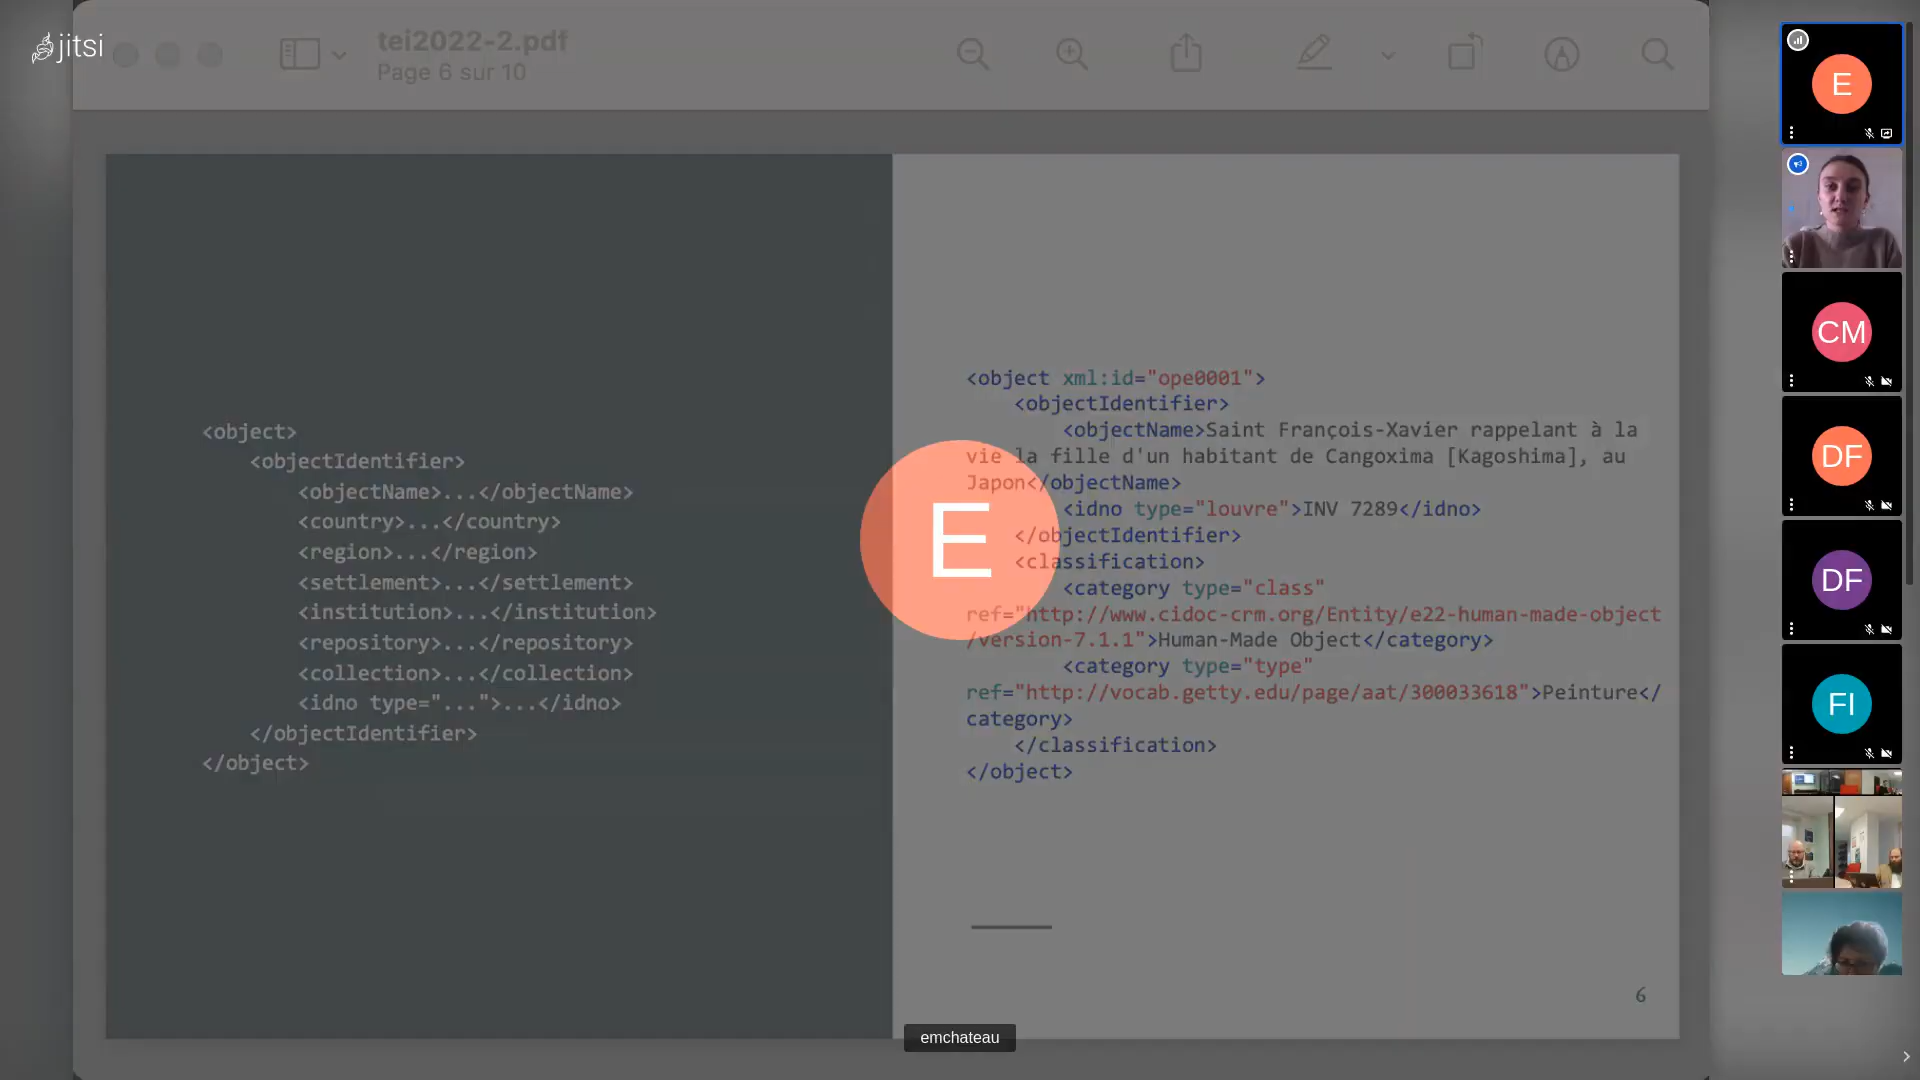 jitsi
tei2022-2.pdf
Page 6 sur 10
<object>
<objectIdentifier>
<objectName>...</objectName>
<country>...</country>
<region>...</region>
<settlement>...</settlement>
<institution>...</institution>
<repository>...</repository>
<collection>...</collection>
<idno type="...">...</idno>
</objectIdentifier>
</object>
<object xml:id="ope0001">
<objectIdentifier>
<objectName>Saint François-Xavier rappelant à la
vie la fille d'un habitant de Cangoxima [Kagoshima], au
Japon</objectName>
<idno type="louvre">INV 7289</idno>
</objectIdentifier>
<classification>
<category type="class"
ref="http://www.cidoc-crm.org/Entity/e22-human-made-object
/version-7.1.1">Human-Made Object</category>
<category type="type"
ref="http://vocab.getty.edu/page/aat/300033618">Peinture</
category>
</classification>
</object>
6
E
emchateau
E
CM
DF
DF
FI